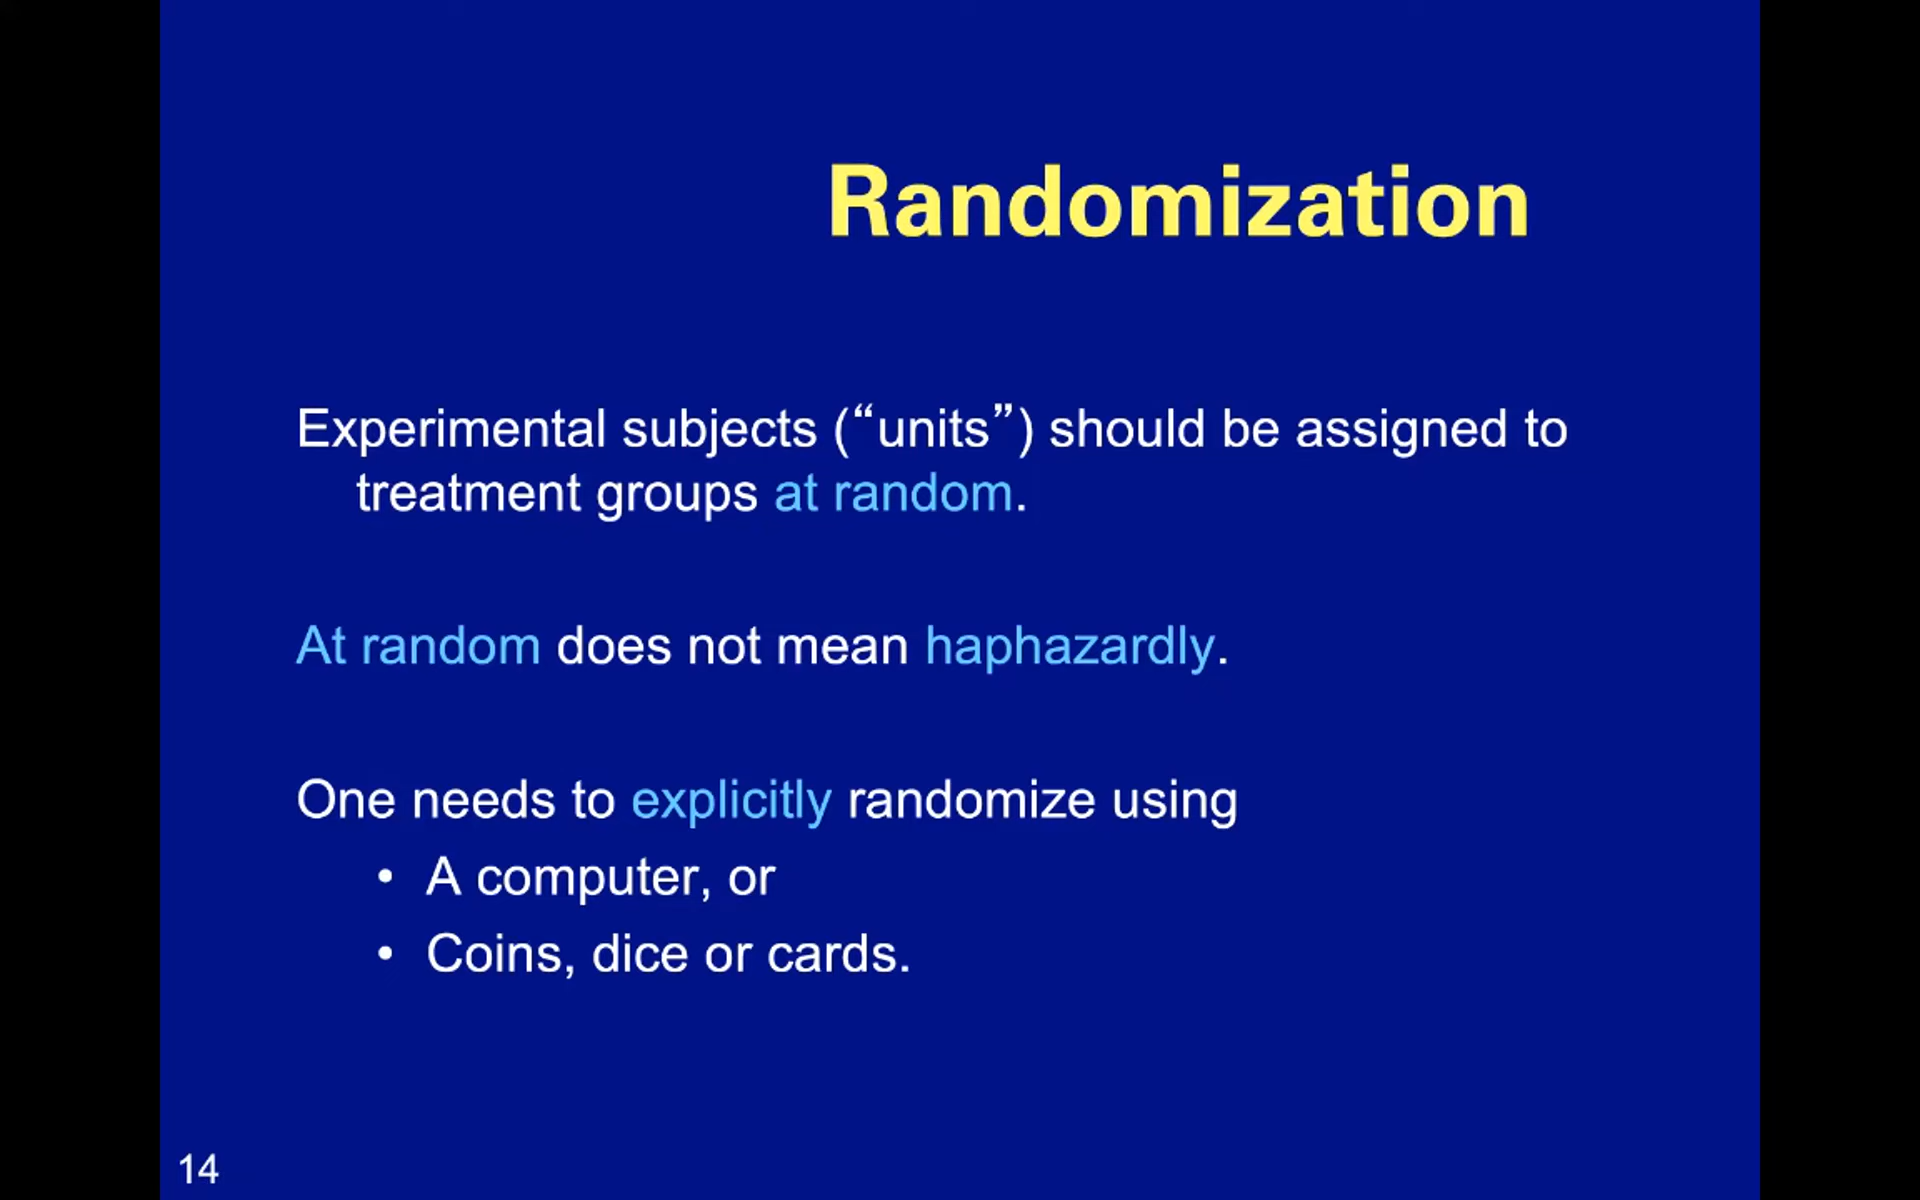 Randomization
Experimental subjects (“units”) should be assigned to
treatment groups at random.
At random does not mean haphazardly.
One needs to explicitly randomize using
• A computer, or
• Coins, dice or cards.
14